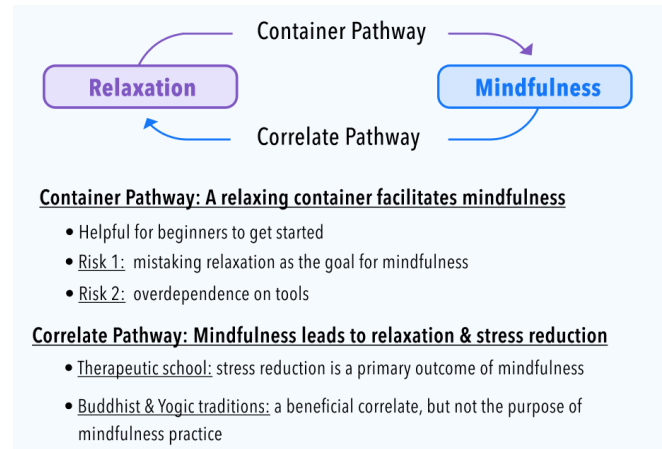 Container Pathway
Relaxation
Mindfulness
Correlate Pathway
Container Pathway: A relaxing container facilitates mindfulness
• Helpful for beginners to get started
• Risk 1: mistaking relaxation as the goal for mindfulness
• Risk 2: overdependence on tools
Correlate Pathway: Mindfulness leads to relaxation & stress reduction
• Therapeutic school: stress reduction is a primary outcome of mindfulness
• Buddhist & Yogic traditions: a beneficial correlate, but not the purpose of
mindfulness practice